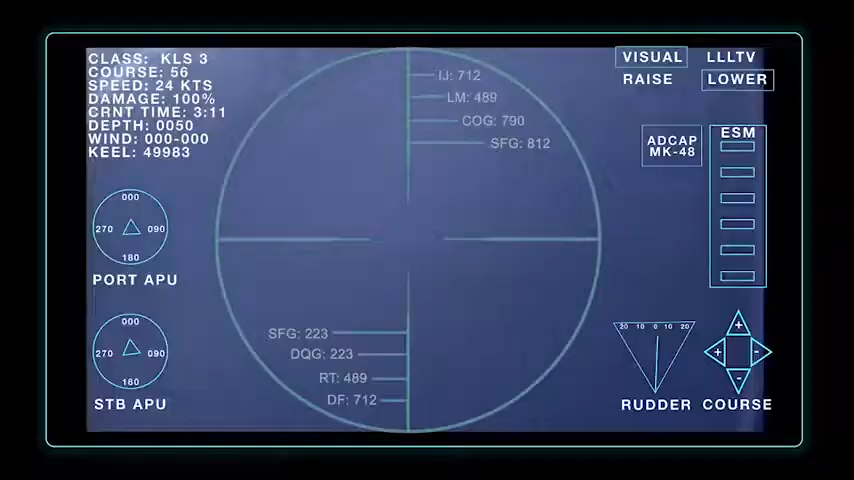 CLASS: KLS 3
COURSE: 56
SPEED: 24 KTS
DAMAGE: 100%
CRNT TIME: 3:11
DEPTH: 0050
WIND: 000-000
KEEL: 49983
IJ: 712
LM: 489
COG: 790
SFG: 812
VISUAL LLLTV
RAISE LOWER
ADCAP
MK-48
ESM
000
270 090
180
PORT APU
000
270 090
180
STB APU
SFG: 223
DQG: 223
RT: 489
DF: 712
20 10 0 10 20
RUDDER
+
+ -
-
COURSE